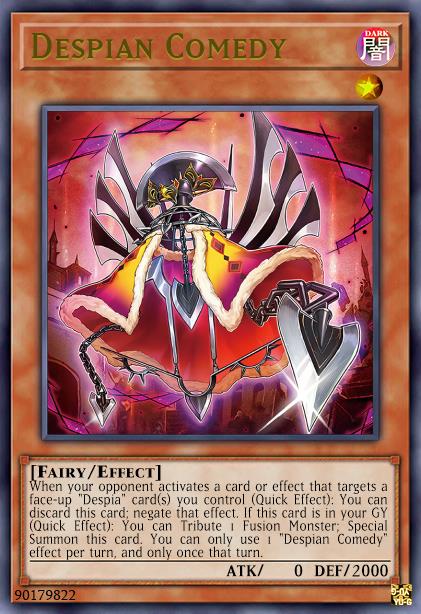 Despian Comedy
DARK
闇
[Fairy/Effect]
When your opponent activates a card or effect that targets a
face-up "Despia" card(s) you control (Quick Effect): You can
discard this card; negate that effect. If this card is in your GY
(Quick Effect): You can Tribute 1 Fusion Monster; Special
Summon this card. You can only use 1 "Despian Comedy"
effect per turn, and only once that turn.
ATK/ 0 DEF/2000
90179822